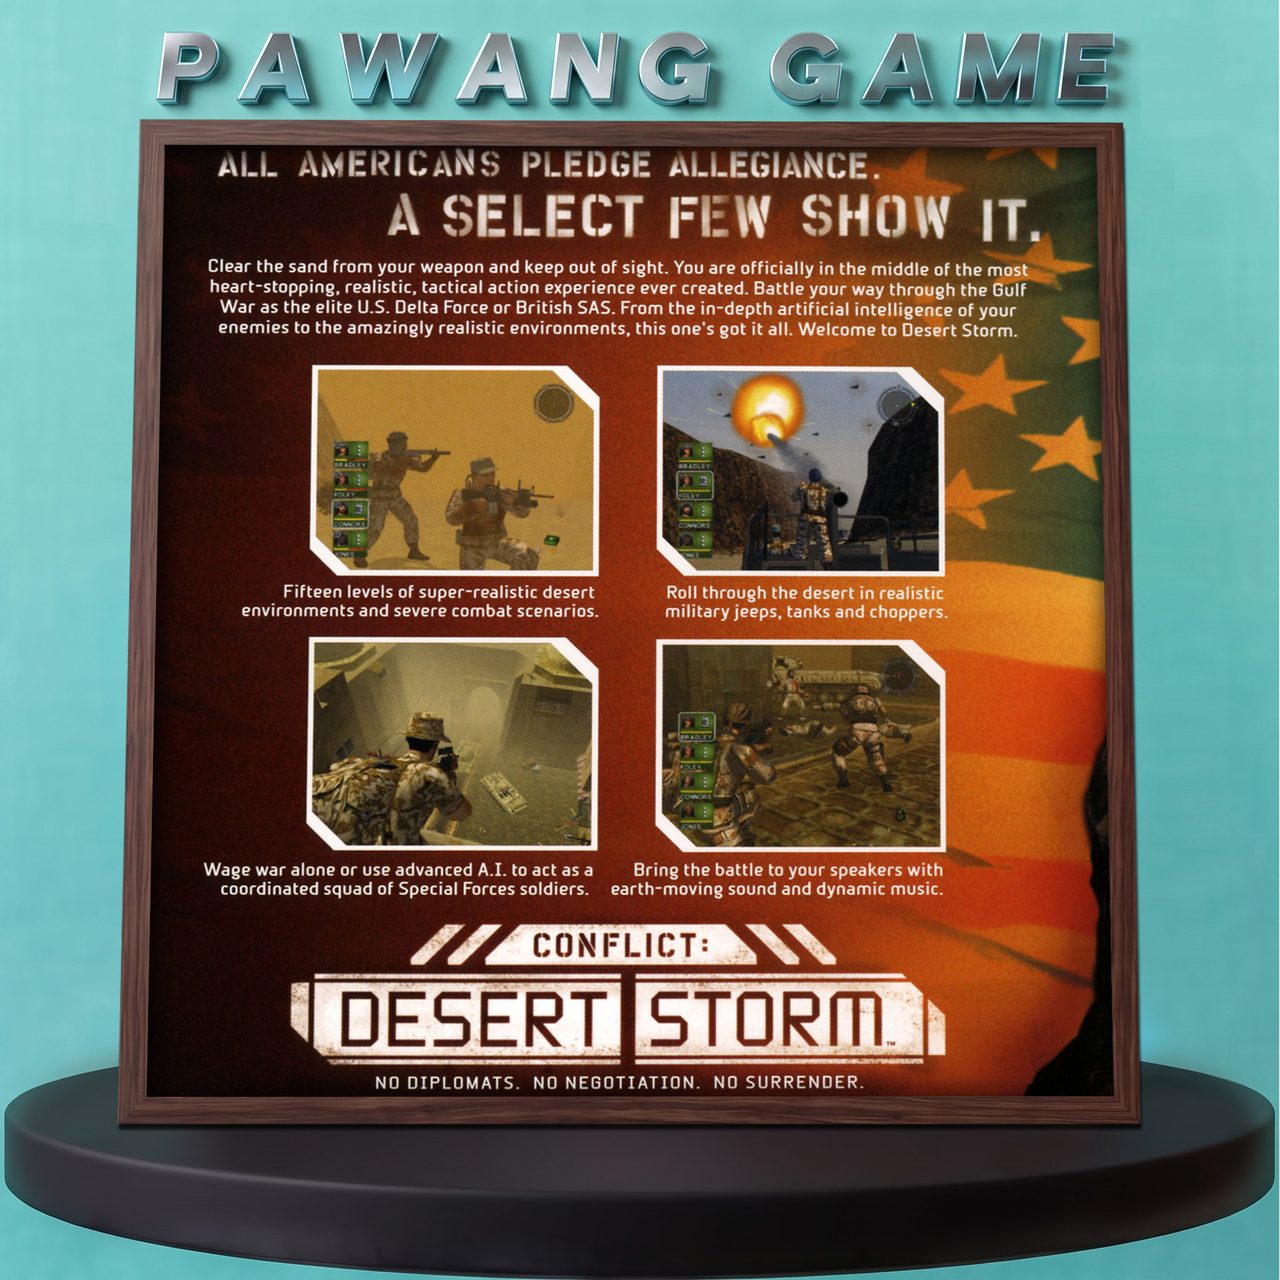 PAWANG GAME
ALL AMERICANS PLEDGE ALLEGIANCE.
A SELECT FEW SHOW IT.
Clear the sand from your weapon and keep out of sight. You are officially in the middle of the most
heart-stopping, realistic, tactical action experience ever created. Battle your way through the Gulf
War as the elite U.S. Delta Force or British SAS. From the in-depth artificial intelligence of your
enemies to the amazingly realistic environments, this one's got it all. Welcome to Desert Storm.
BRADLEY
FOLEY
CONNORS
JONES
BRADLEY
FOLEY
CONNORS
JONES
Fifteen levels of super-realistic desert
environments and severe combat scenarios.
Roll through the desert in realistic
military jeeps, tanks and choppers.
BRADLEY
FOLEY
CONNORS
JONES
Wage war alone or use advanced A.I. to act as a
coordinated squad of Special Forces soldiers.
Bring the battle to your speakers with
earth-moving sound and dynamic music.
CONFLICT:
DESERT STORM™
NO DIPLOMATS. NO NEGOTIATION. NO SURRENDER.